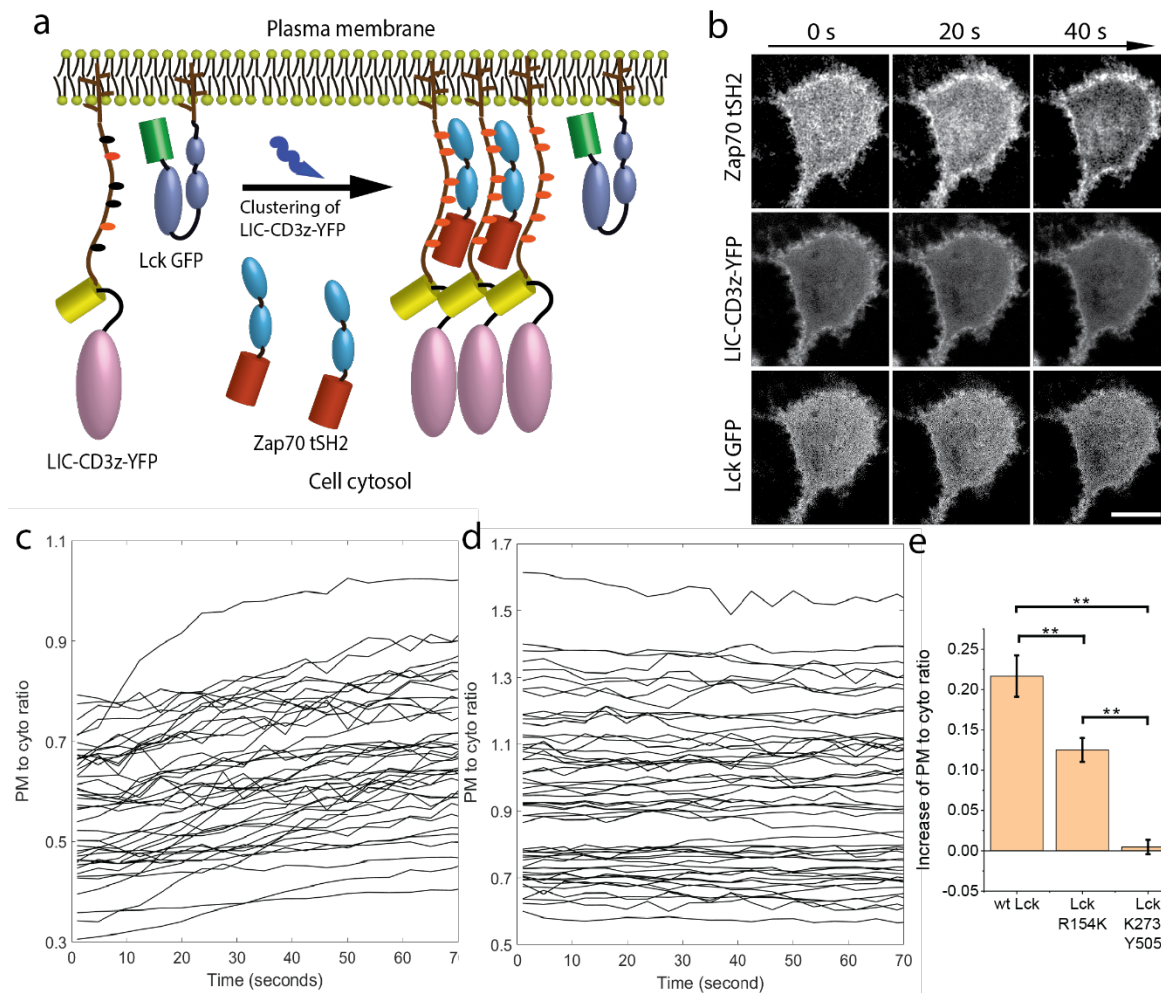 a
Plasma membrane
Lck GFP
Clustering of
LIC-CD3z-YFP
LIC-CD3z-YFP
Zap70 tSH2
Cell cytosol
b
0 s
20 s
40 s
Zap70 tSH2
LIC-CD3z-YFP
Lck GFP
c
PM to cyto ratio
1.1
0.9
0.7
0.5
0.3
0
10
20
30
40
50
60
70
Time (seconds)
d
PM to cyto ratio
1.7
1.5
1.3
1.1
0.9
0.7
0.5
0
10
20
30
40
50
60
70
Time (second)
e
Increase of PM to cyto ratio
0.25
0.20
0.15
0.10
0.05
0.00
-0.05
**
**
**
wt Lck
Lck
R154K
Lck
K273
Y505